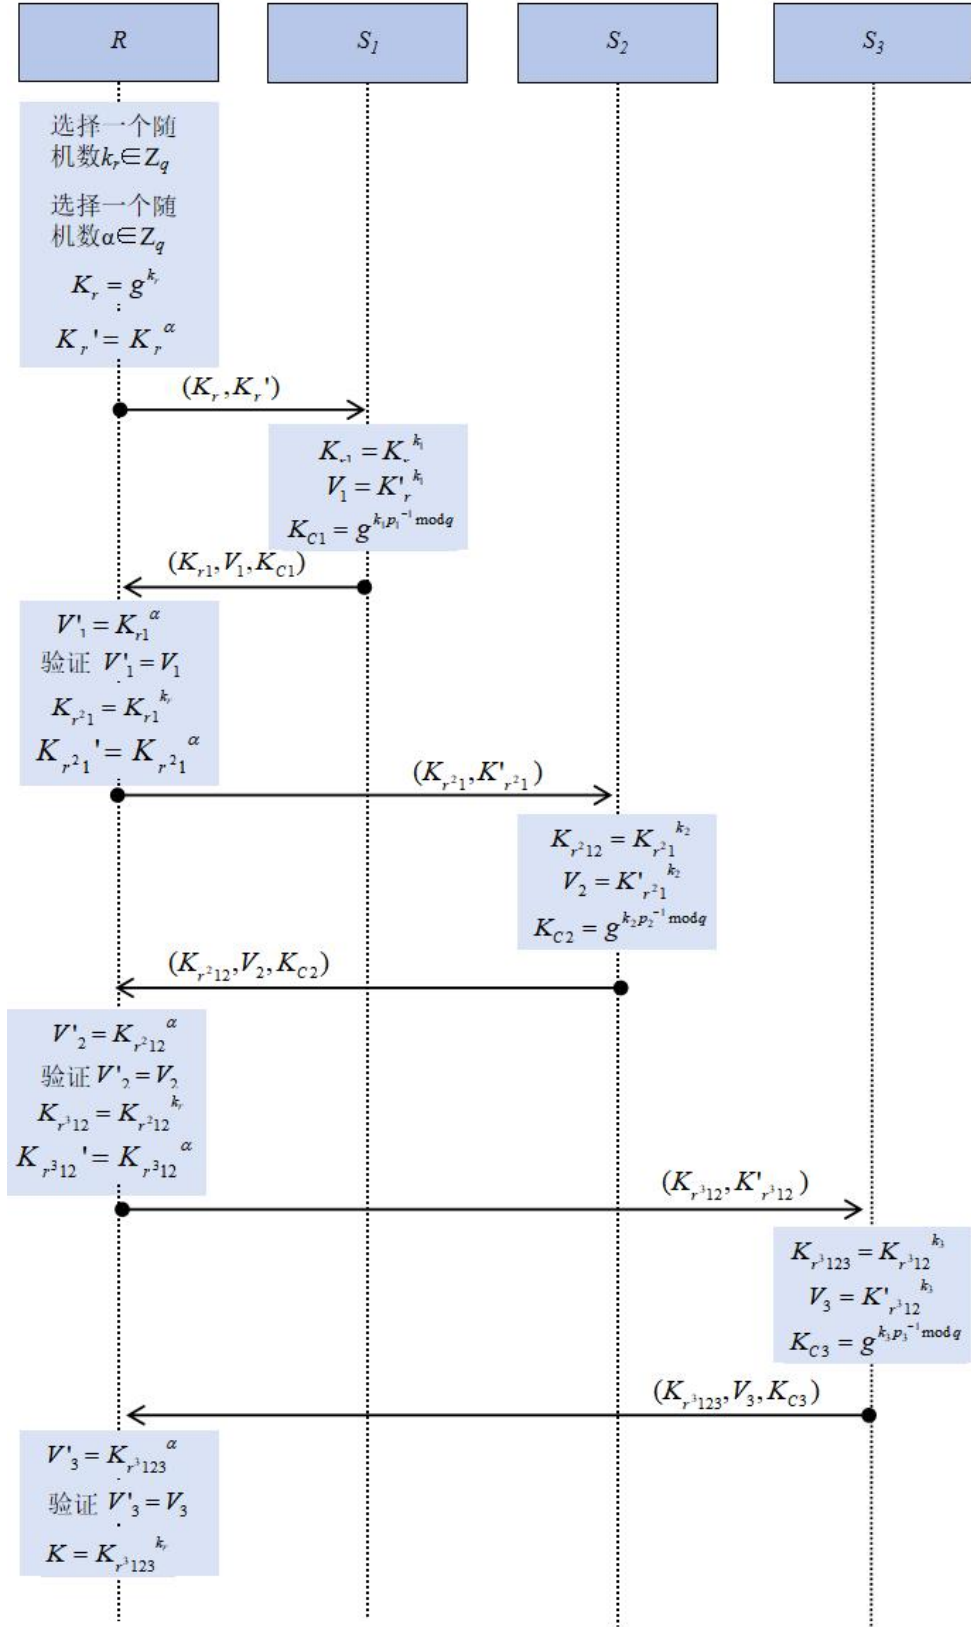 R
S₁
S₂
S₃
选择一个随
机数kᵣ∈Z_q
选择一个随
机数α∈Z_q
K_r = g^{k_r}
K_r' = K_r^α
(K_r, K_r')
K_{r1} = K_r^{k_1}
V_1 = K'_r^{k_1}
K_{C1} = g^{k_1 p_1^{-1} mod q}
(K_{r1}, V_1, K_{C1})
V'_1 = K_{r1}^α
验证 V'_1 = V_1
K_{r^2 1} = K_{r1}^{k_r}
K_{r^2 1}' = K_{r^2 1}^α
(K_{r^2 1}, K'_{r^2 1})
K_{r^2 12} = K_{r^2 1}^{k_2}
V_2 = K'_{r^2 1}^{k_2}
K_{C2} = g^{k_2 p_2^{-1} mod q}
(K_{r^2 12}, V_2, K_{C2})
V'_2 = K_{r^2 12}^α
验证 V'_2 = V_2
K_{r^3 12} = K_{r^2 12}^{k_r}
K_{r^3 12}' = K_{r^3 12}^α
(K_{r^3 12}, K'_{r^3 12})
K_{r^3 123} = K_{r^3 12}^{k_3}
V_3 = K'_{r^3 12}^{k_3}
K_{C3} = g^{k_3 p_3^{-1} mod q}
(K_{r^3 123}, V_3, K_{C3})
V'_3 = K_{r^3 123}^α
验证 V'_3 = V_3
K = K_{r^3 123}^{k_r}